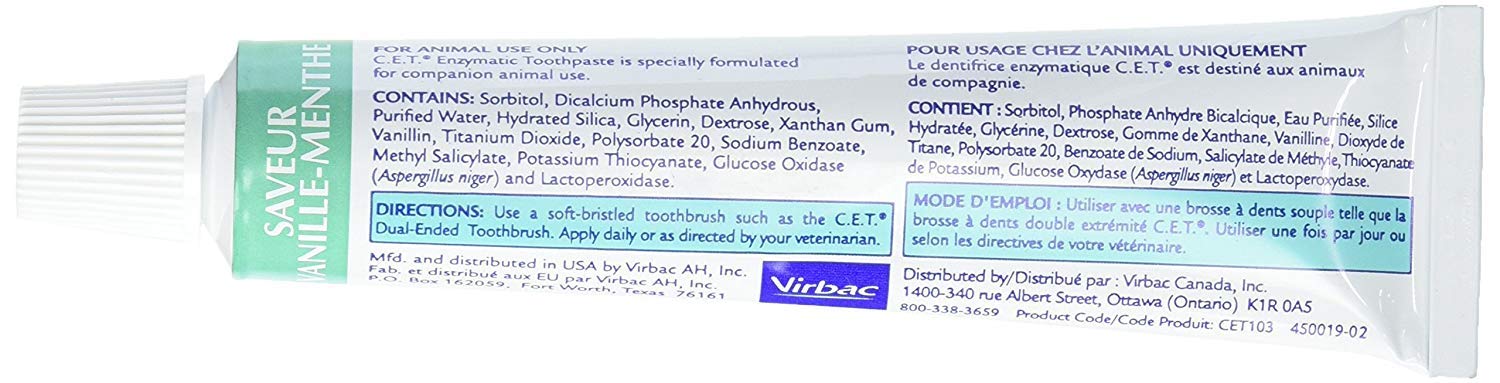 SAVEUR
VANILLE-MENTHE
FOR ANIMAL USE ONLY
C.E.T.® Enzymatic Toothpaste is specially formulated
for companion animal use.
CONTAINS: Sorbitol, Dicalcium Phosphate Anhydrous,
Purified Water, Hydrated Silica, Glycerin, Dextrose, Xanthan Gum,
Vanillin, Titanium Dioxide, Polysorbate 20, Sodium Benzoate,
Methyl Salicylate, Potassium Thiocyanate, Glucose Oxidase
(Aspergillus niger) and Lactoperoxidase.
DIRECTIONS: Use a soft-bristled toothbrush such as the C.E.T.®
Dual-Ended Toothbrush. Apply daily or as directed by your veterinarian.
Mfd. and distributed in USA by Virbac AH, Inc.
Fab. et distribué aux EU par Virbac AH, Inc.
P.O. Box 162059, Fort Worth, Texas 76161
Virbac
POUR USAGE CHEZ L'ANIMAL UNIQUEMENT
Le dentifrice enzymatique C.E.T.® est destiné aux animaux
de compagnie.
CONTIENT : Sorbitol, Phosphate Anhydre Bicalcique, Eau Purifiée, Silice
Hydratée, Glycérine, Dextrose, Gomme de Xanthane, Vanilline, Dioxyde de
Titane, Polysorbate 20, Benzoate de Sodium, Salicylate de Méthyle, Thiocyanate
de Potassium, Glucose Oxydase (Aspergillus niger) et Lactoperoxydase.
MODE D'EMPLOI : Utiliser avec une brosse à dents souple telle que la
brosse à dents double extrémité C.E.T.®. Utiliser une fois par jour ou
selon les directives de votre vétérinaire.
Distributed by/Distribué par : Virbac Canada, Inc.
1400-340 rue Albert Street, Ottawa (Ontario) K1R 0A5
800-338-3659 Product Code/Code Produit: CET103 450019-02